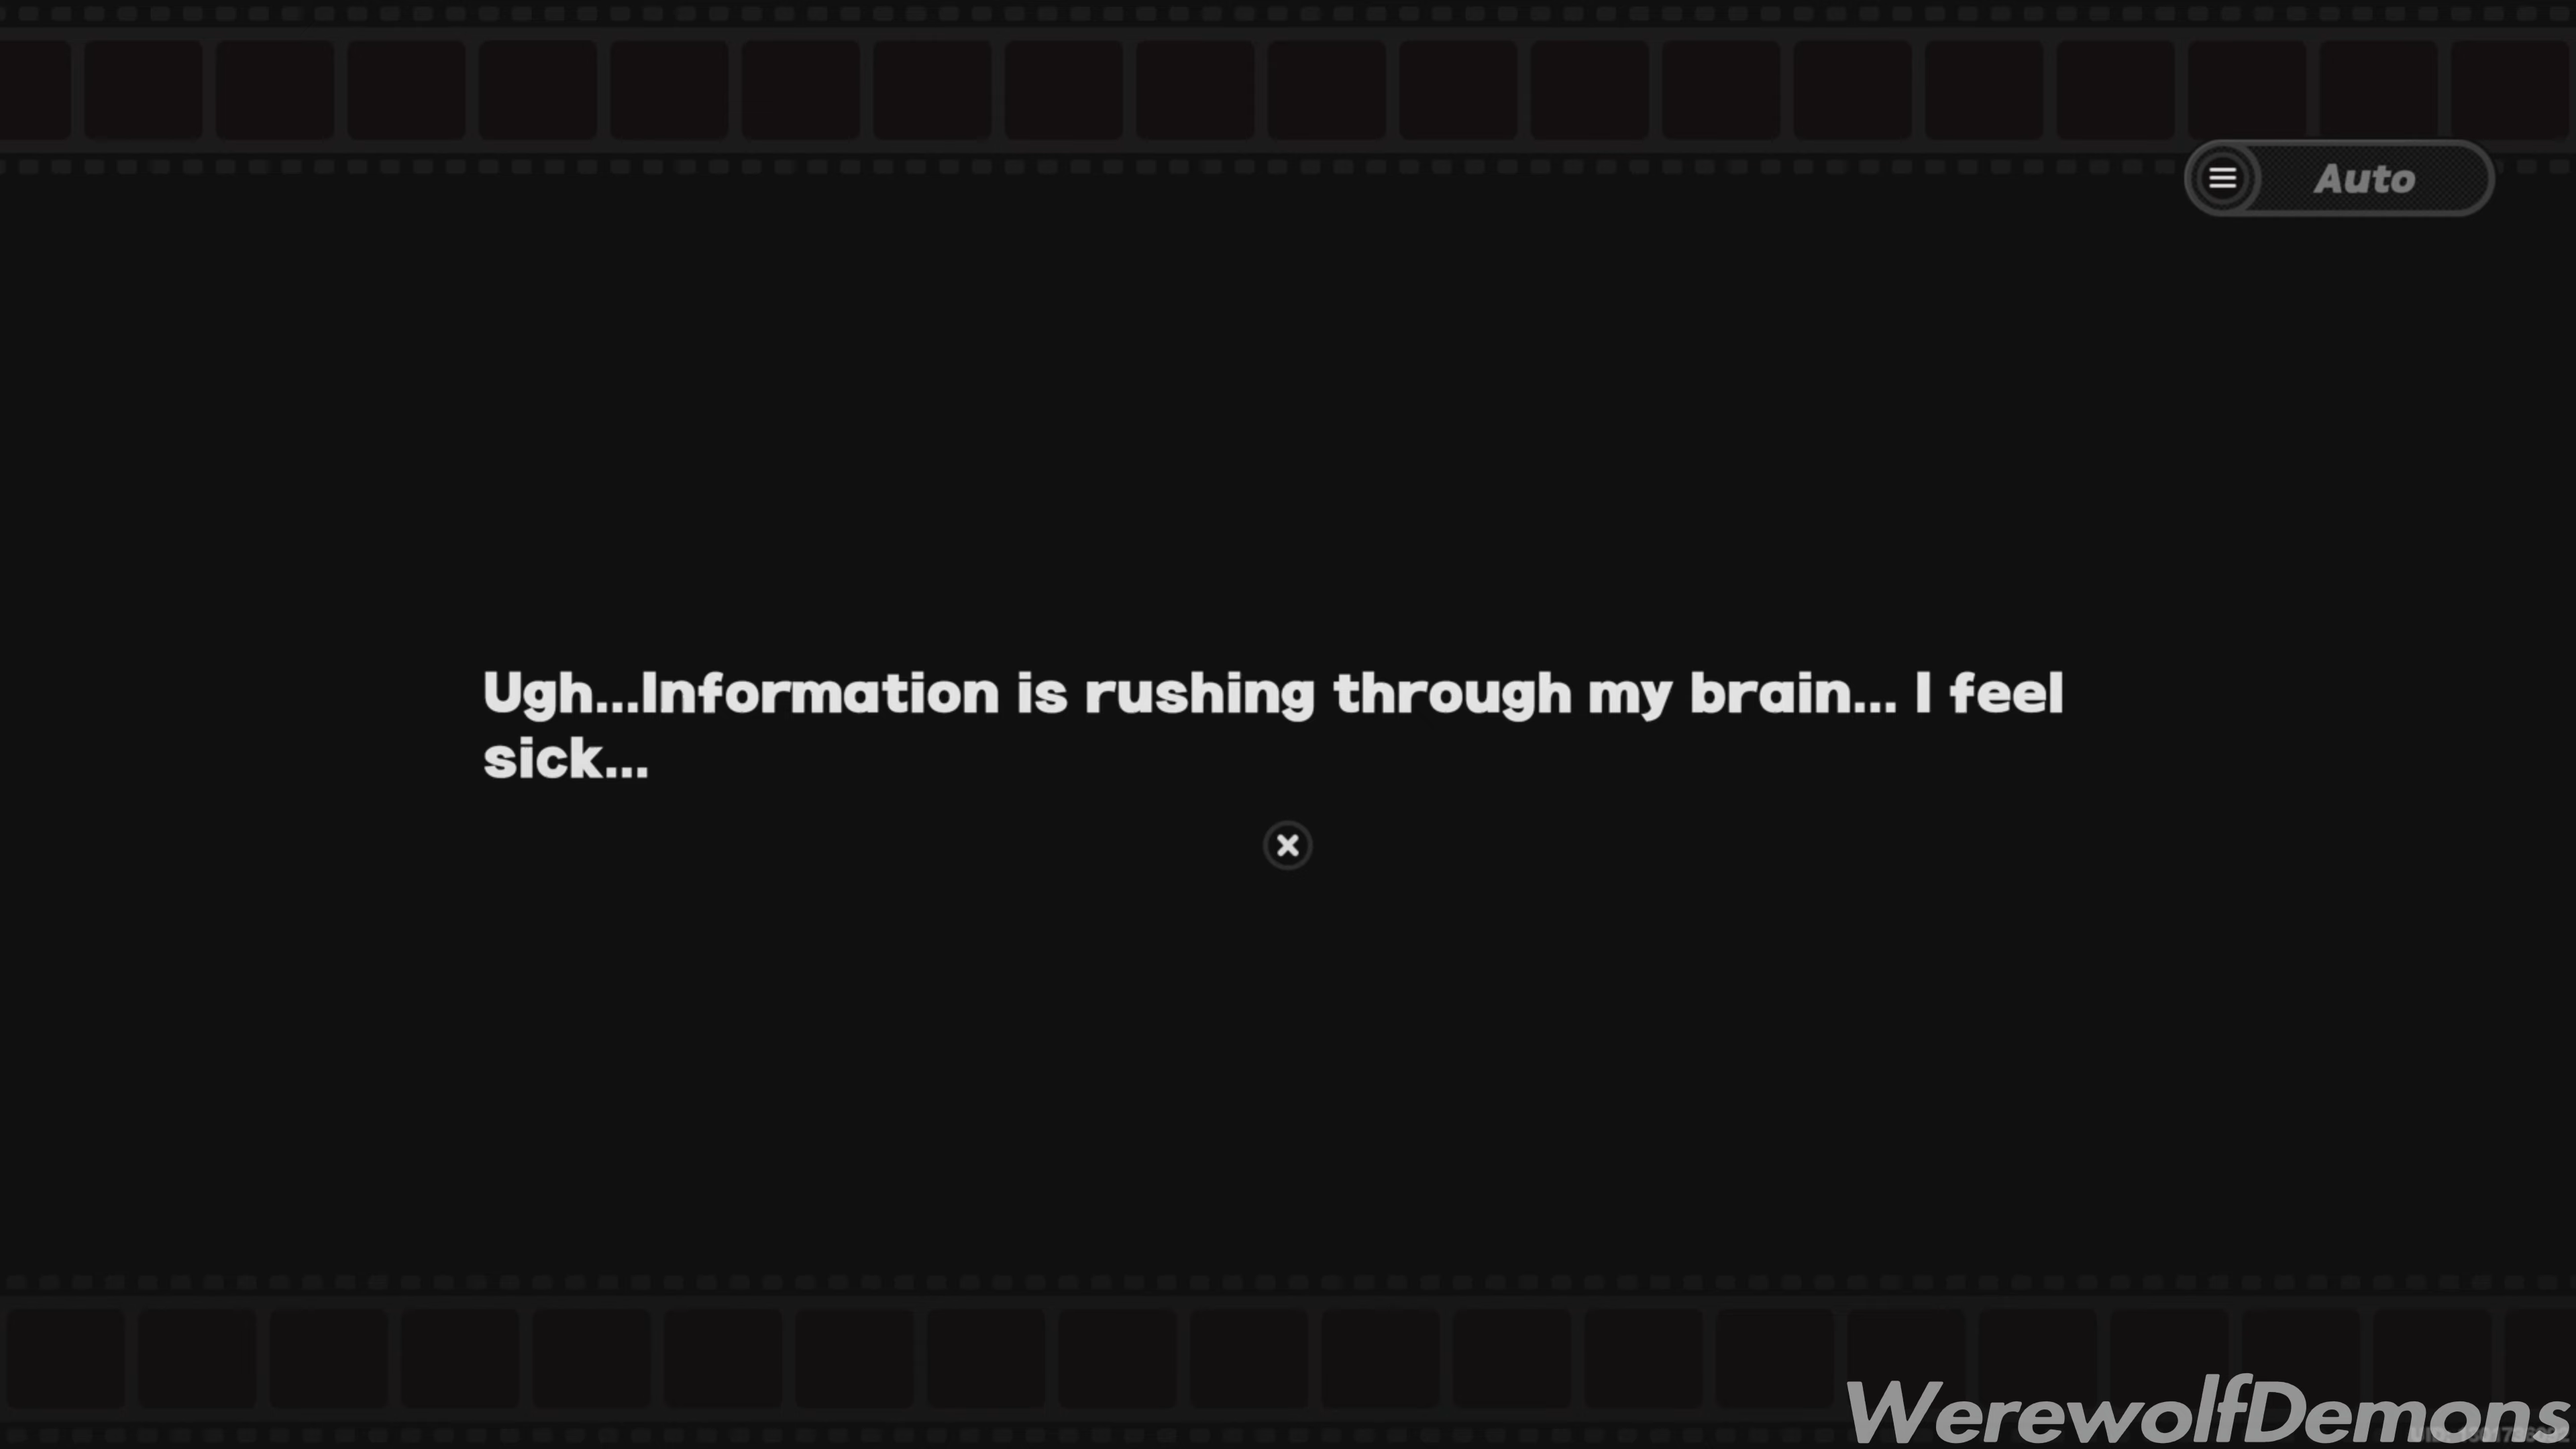 Auto
Ugh...Information is rushing through my brain... I feel
sick...
WerewolfDemons